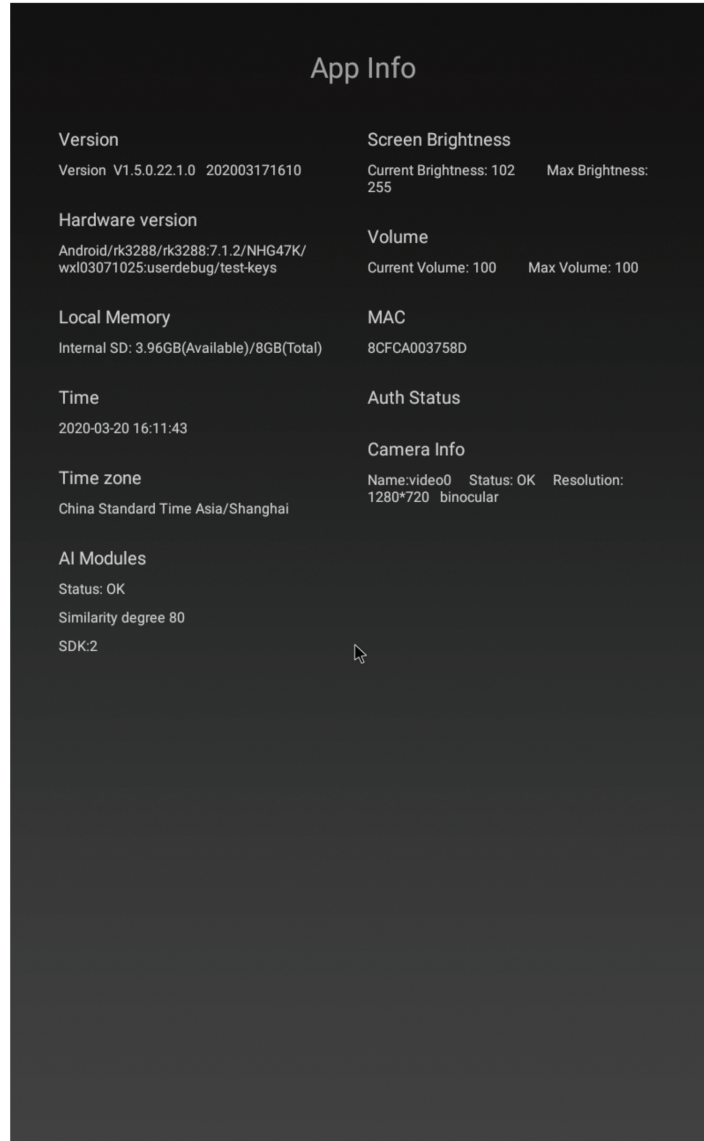 App Info
Version
Version V1.5.0.22.1.0 202003171610
Hardware version
Android/rk3288/rk3288:7.1.2/NHG47K/
wxl03071025:userdebug/test-keys
Local Memory
Internal SD: 3.96GB(Available)/8GB(Total)
Time
2020-03-20 16:11:43
Time zone
China Standard Time Asia/Shanghai
AI Modules
Status: OK
Similarity degree 80
SDK:2
Screen Brightness
Current Brightness: 102 Max Brightness:
255
Volume
Current Volume: 100 Max Volume: 100
MAC
8CFCA003758D
Auth Status
Camera Info
Name:video0 Status: OK Resolution:
1280*720 binocular